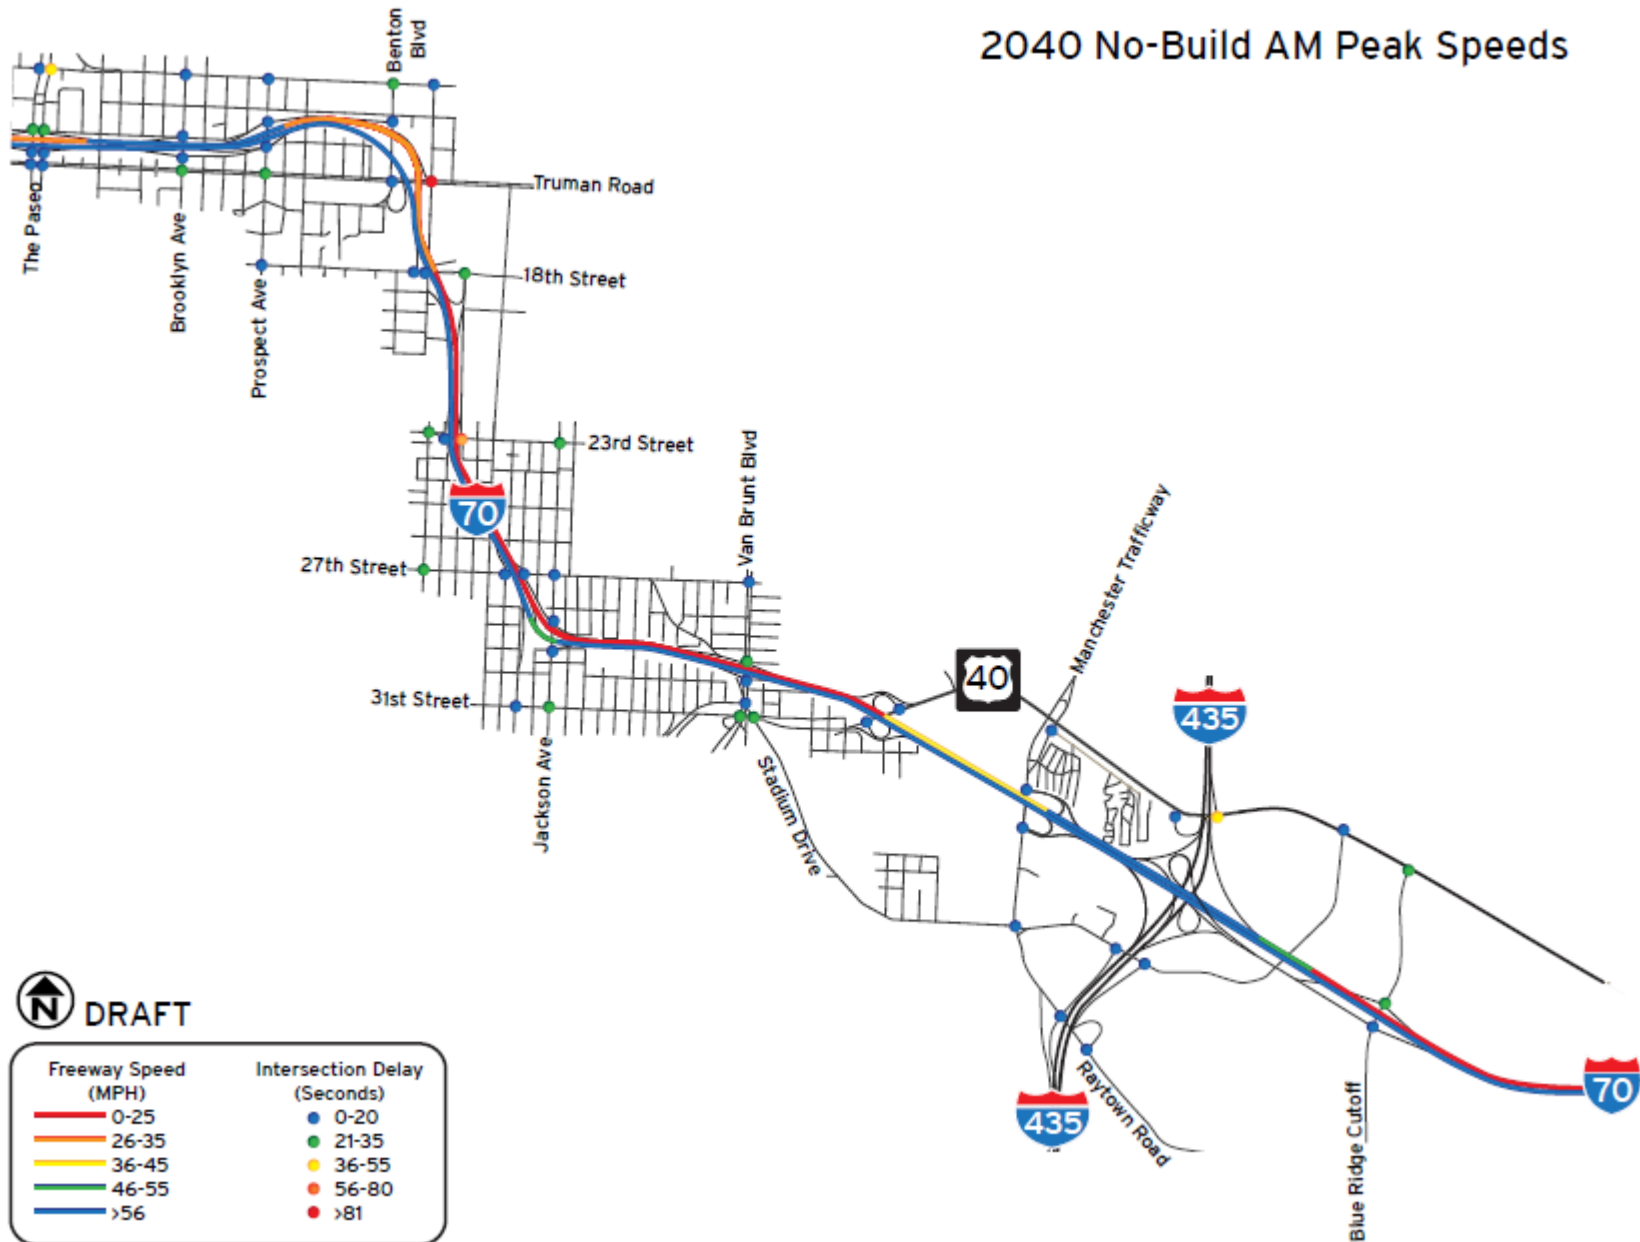 2040 No-Build AM Peak Speeds
Benton
Blvd
Truman Road
The Paseo
Brooklyn Ave
Prospect Ave
18th Street
23rd Street
70
Van Brunt Blvd
27th Street
Manchester Trafficway
40
31st Street
435
Jackson Ave
Stadium Drive
N
DRAFT
Freeway Speed
(MPH)
0-25
26-35
36-45
46-55
>56
Intersection Delay
(Seconds)
0-20
21-35
36-55
56-80
>81
435
Raytown Road
Blue Ridge Cutoff
70